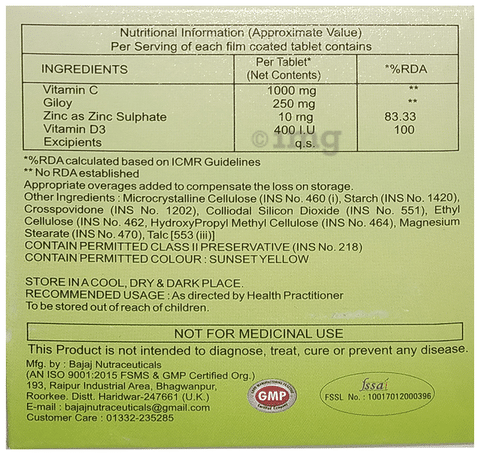 Nutritional Information (Approximate Value)
Per Serving of each film coated tablet contains
INGREDIENTS Per Tablet* (Net Contents) *%RDA
Vitamin C 1000 mg **
Giloy 250 mg **
Zinc as Zinc Sulphate 10 mg 83.33
Vitamin D3 400 I.U 100
Excipients q.s.
1mg
*%RDA calculated based on ICMR Guidelines
** No RDA established
Appropriate overages added to compensate the loss on storage.
Other Ingredients : Microcrystalline Cellulose (INS No. 460 (i), Starch (INS No. 1420),
Crospovidone (INS No. 1202), Colliodal Silicon Dioxide (INS No. 551), Ethyl
Cellulose (INS No. 462, HydroxyPropyl Methyl Cellulose (INS No. 464), Magnesium
Stearate (INS No. 470), Talc [553 (iii)]
CONTAIN PERMITTED CLASS II PRESERVATIVE (INS No. 218)
CONTAIN PERMITTED COLOUR : SUNSET YELLOW
STORE IN A COOL, DRY & DARK PLACE.
RECOMMENDED USAGE : As directed by Health Practitioner
To be stored out of reach of children.
NOT FOR MEDICINAL USE
This Product is not intended to diagnose, treat, cure or prevent any disease.
Mfg. by : Bajaj Nutraceuticals
(AN ISO 9001:2015 FSMS & GMP Certified Org.)
193, Raipur Industrial Area, Bhagwanpur,
Roorkee. Distt. Haridwar-247661 (U.K.)
E-mail : bajajnutraceuticals@gmail.com
Customer Care : 01332-235285
GMP
fssai
FSSL No. : 10017012000396